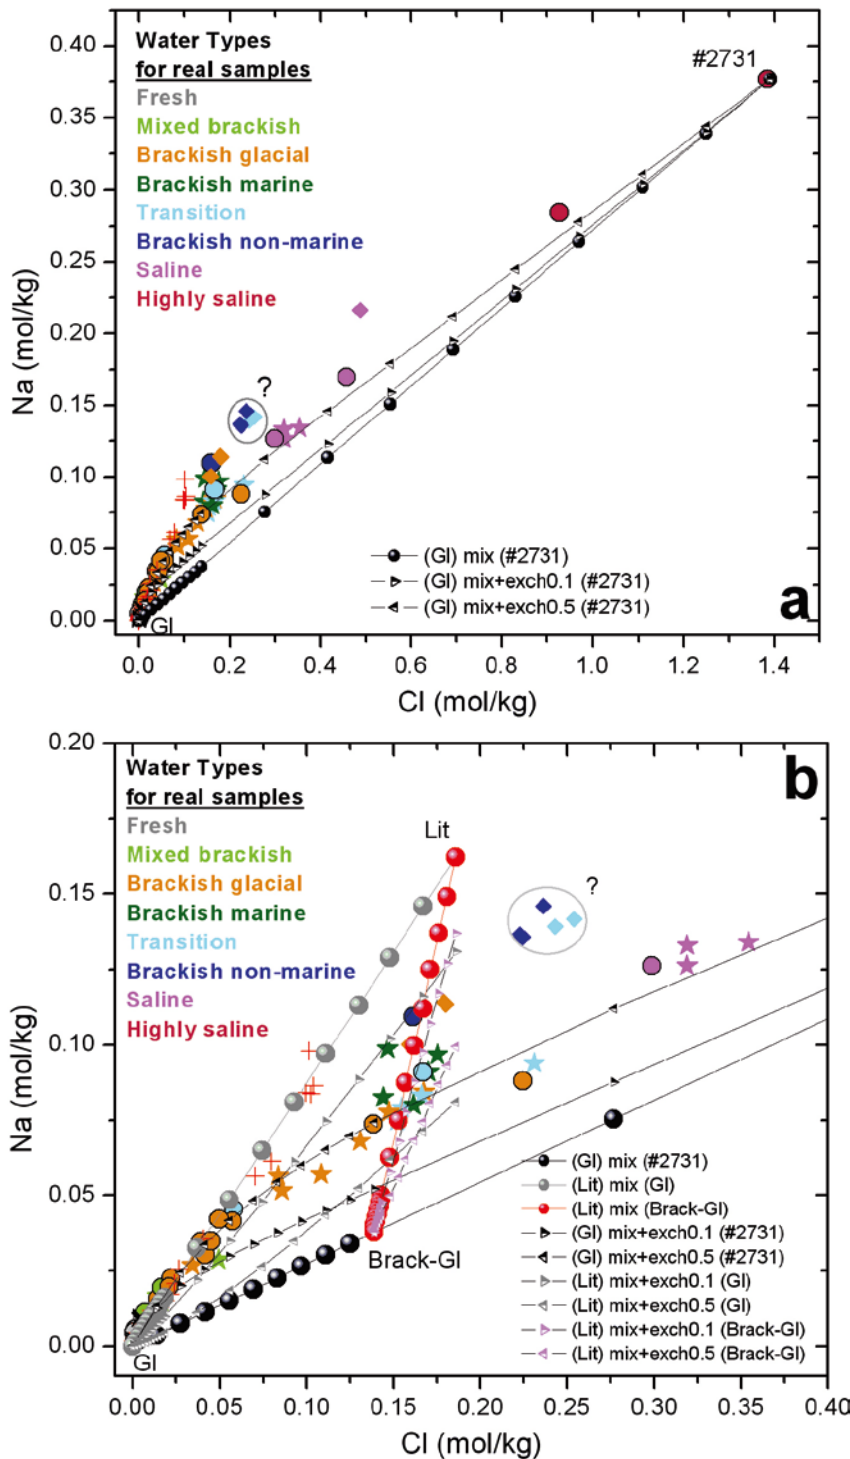 Water Types
for real samples
Fresh
Mixed brackish
Brackish glacial
Brackish marine
Transition
Brackish non-marine
Saline
Highly saline
#2731
?
(Gl) mix (#2731)
(Gl) mix+exch0.1 (#2731)
(Gl) mix+exch0.5 (#2731)
a
Gl
0.40
0.35
0.30
0.25
0.20
0.15
0.10
0.05
0.00
Na (mol/kg)
0.0 0.2 0.4 0.6 0.8 1.0 1.2 1.4
Cl (mol/kg)
Water Types
for real samples
Fresh
Mixed brackish
Brackish glacial
Brackish marine
Transition
Brackish non-marine
Saline
Highly saline
b
Lit
?
Brack-Gl
Gl
(Gl) mix (#2731)
(Lit) mix (Gl)
(Lit) mix (Brack-Gl)
(Gl) mix+exch0.1 (#2731)
(Gl) mix+exch0.5 (#2731)
(Lit) mix+exch0.1 (Gl)
(Lit) mix+exch0.5 (Gl)
(Lit) mix+exch0.1 (Brack-Gl)
(Lit) mix+exch0.5 (Brack-Gl)
0.20
0.15
0.10
0.05
0.00
Na (mol/kg)
0.00 0.05 0.10 0.15 0.20 0.25 0.30 0.35 0.40
Cl (mol/kg)